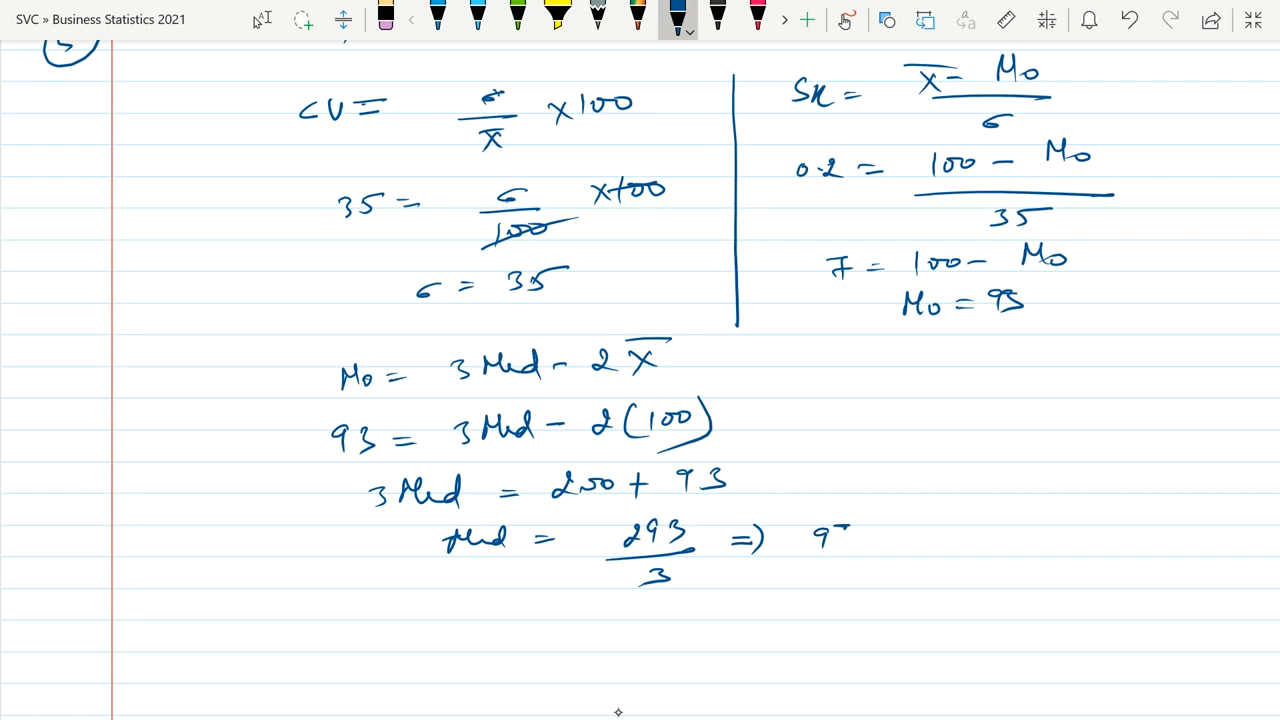 SVC » Business Statistics 2021
5
CV = σ/x̄ × 100
35 = σ/100 × 100
σ = 35
Sk = X̄ - Mo / σ
0.2 = 100 - Mo / 35
7 = 100 - Mo
Mo = 93
Mo = 3 Med - 2 X̄
93 = 3 Med - 2(100)
3 Med = 200 + 93
Med = 293/3 => 9